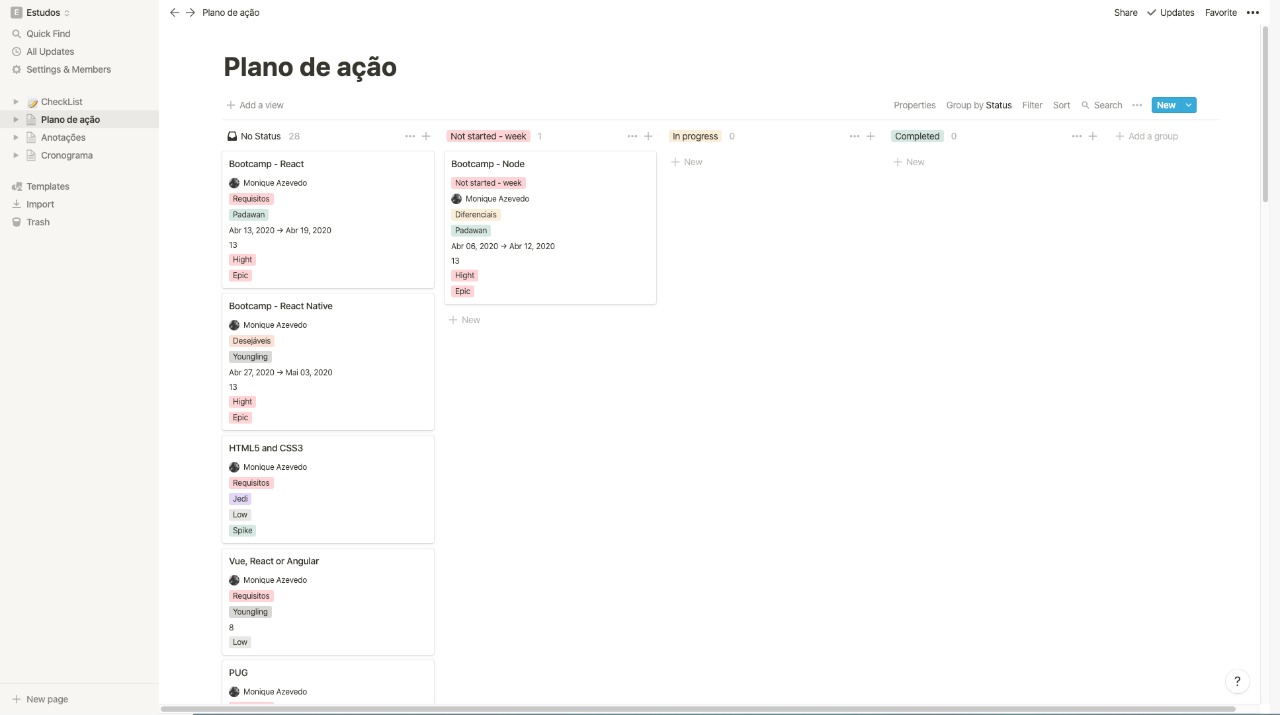 E Estudos
Quick Find
All Updates
Settings & Members
CheckList
Plano de ação
Anotações
Cronograma
Templates
Import
Trash
New page
Plano de ação
Share Updates Favorite
Plano de ação
Add a view
Properties Group by Status Filter Sort Search New
No Status 28
Bootcamp - React
Monique Azevedo
Requisitos
Padawan
Abr 13, 2020 → Abr 19, 2020
13
Hight
Epic
Bootcamp - React Native
Monique Azevedo
Desejáveis
Youngling
Abr 27, 2020 → Mai 03, 2020
13
Hight
Epic
HTML5 and CSS3
Monique Azevedo
Requisitos
Jedi
Low
Spike
Vue, React or Angular
Monique Azevedo
Requisitos
Youngling
8
Low
PUG
Monique Azevedo
Not started - week 1
Bootcamp - Node
Not started - week
Monique Azevedo
Diferenciais
Padawan
Abr 06, 2020 → Abr 12, 2020
13
Hight
Epic
New
In progress 0
New
Completed 0
New
Add a group
?